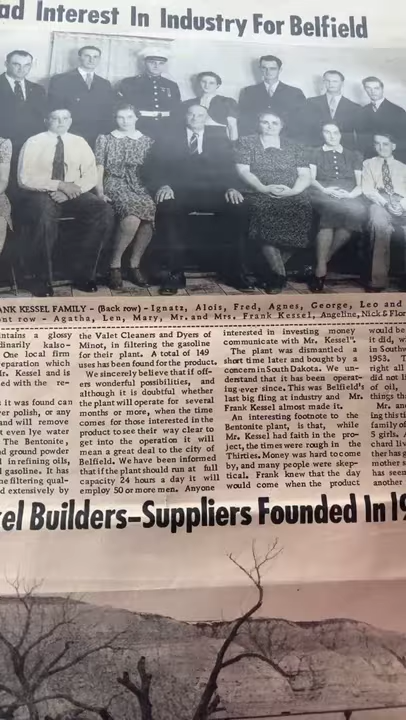 ad Interest In Industry For Belfield
ANK KESSEL FAMILY - (Back row) - Ignatz, Alois, Fred, Agnes, George, Leo and
ont row - Agatha, Len, Mary, Mr. and Mrs. Frank Kessel, Angeline, Nick & Flor
ntains a glossy
dinarily kalso-
One local firm
eparation which
Mr. Kessel and is
ed with the re-
s it was found can
ver polish, or any
and will remove
t even lye water
The Bentonite,
and ground powder
l in refining oils,
l gasoline. It has
he filtering qual-
d extensively by
the Valet Cleaners and Dyers of
Minot, in filtering the gasoline
for their plant. A total of 149
uses has been found for the product.
We sincerely believe that if off-
ers wonderful possibilities, and
although it is doubtful whether
the plant will operate for several
months or more, when the time
comes for those interested in the
product to see their way clear to
get into the operation it will
mean a great deal to the city of
Belfield. We have been informed
that if the plant should run at full
capacity 24 hours a day it will
employ 50 or more men. Anyone
interested in investing money
communicate with Mr. Kessel".
The plant was dismantled a
short time later and bought by a
concern in South Dakota. We un-
derstand that it has been operat-
ing ever since. This was Belfield's
last big fling at industry and Mr.
Frank Kessel almost made it.
An interesting footnote to the
Bentonite plant, is that, while
Mr. Kessel had faith in the pro-
ject, the times were rough in the
Thirties. Money was hard to come
by, and many people were skep-
tical. Frank knew that the day
would come when the product
would be
it did, w
in Southw
1953. T
right all
did not l
of oil,
things th
Mr. an
ing this ti
family of
5 girls, a
chard liv
ther has g
mother s
has seen
another
el Builders-Suppliers Founded In 19